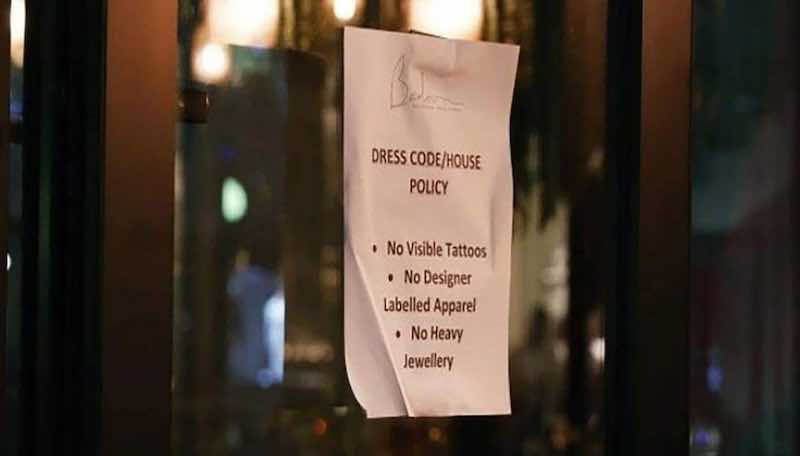 DRESS CODE/HOUSE
POLICY
• No Visible Tattoos
• No Designer
Labelled Apparel
• No Heavy
Jewellery